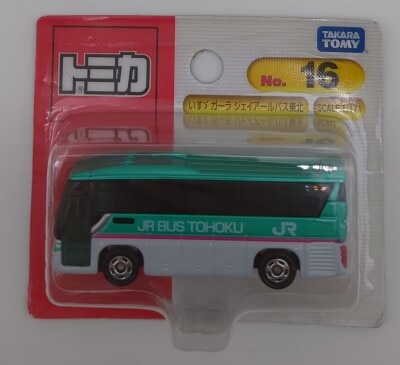 トミカ
TAKARA TOMY
No. 16
いすゞ ガーラ ジェイアールバス東北
JR BUS TOHOKU
JR